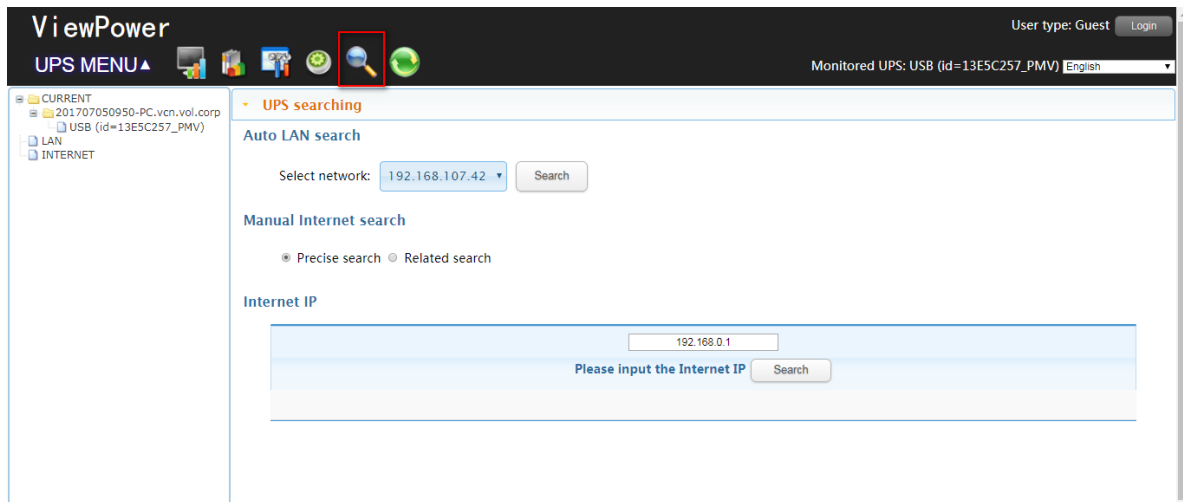 ViewPower
User type: Guest Login
UPS MENU▲
Monitored UPS: USB (id=13E5C257_PMV) English
CURRENT
201707050950-PC.vcn.vol.corp
USB (id=13E5C257_PMV)
LAN
INTERNET
UPS searching
Auto LAN search
Select network: 192.168.107.42 Search
Manual Internet search
Precise search Related search
Internet IP
192.168.0.1
Please input the Internet IP Search